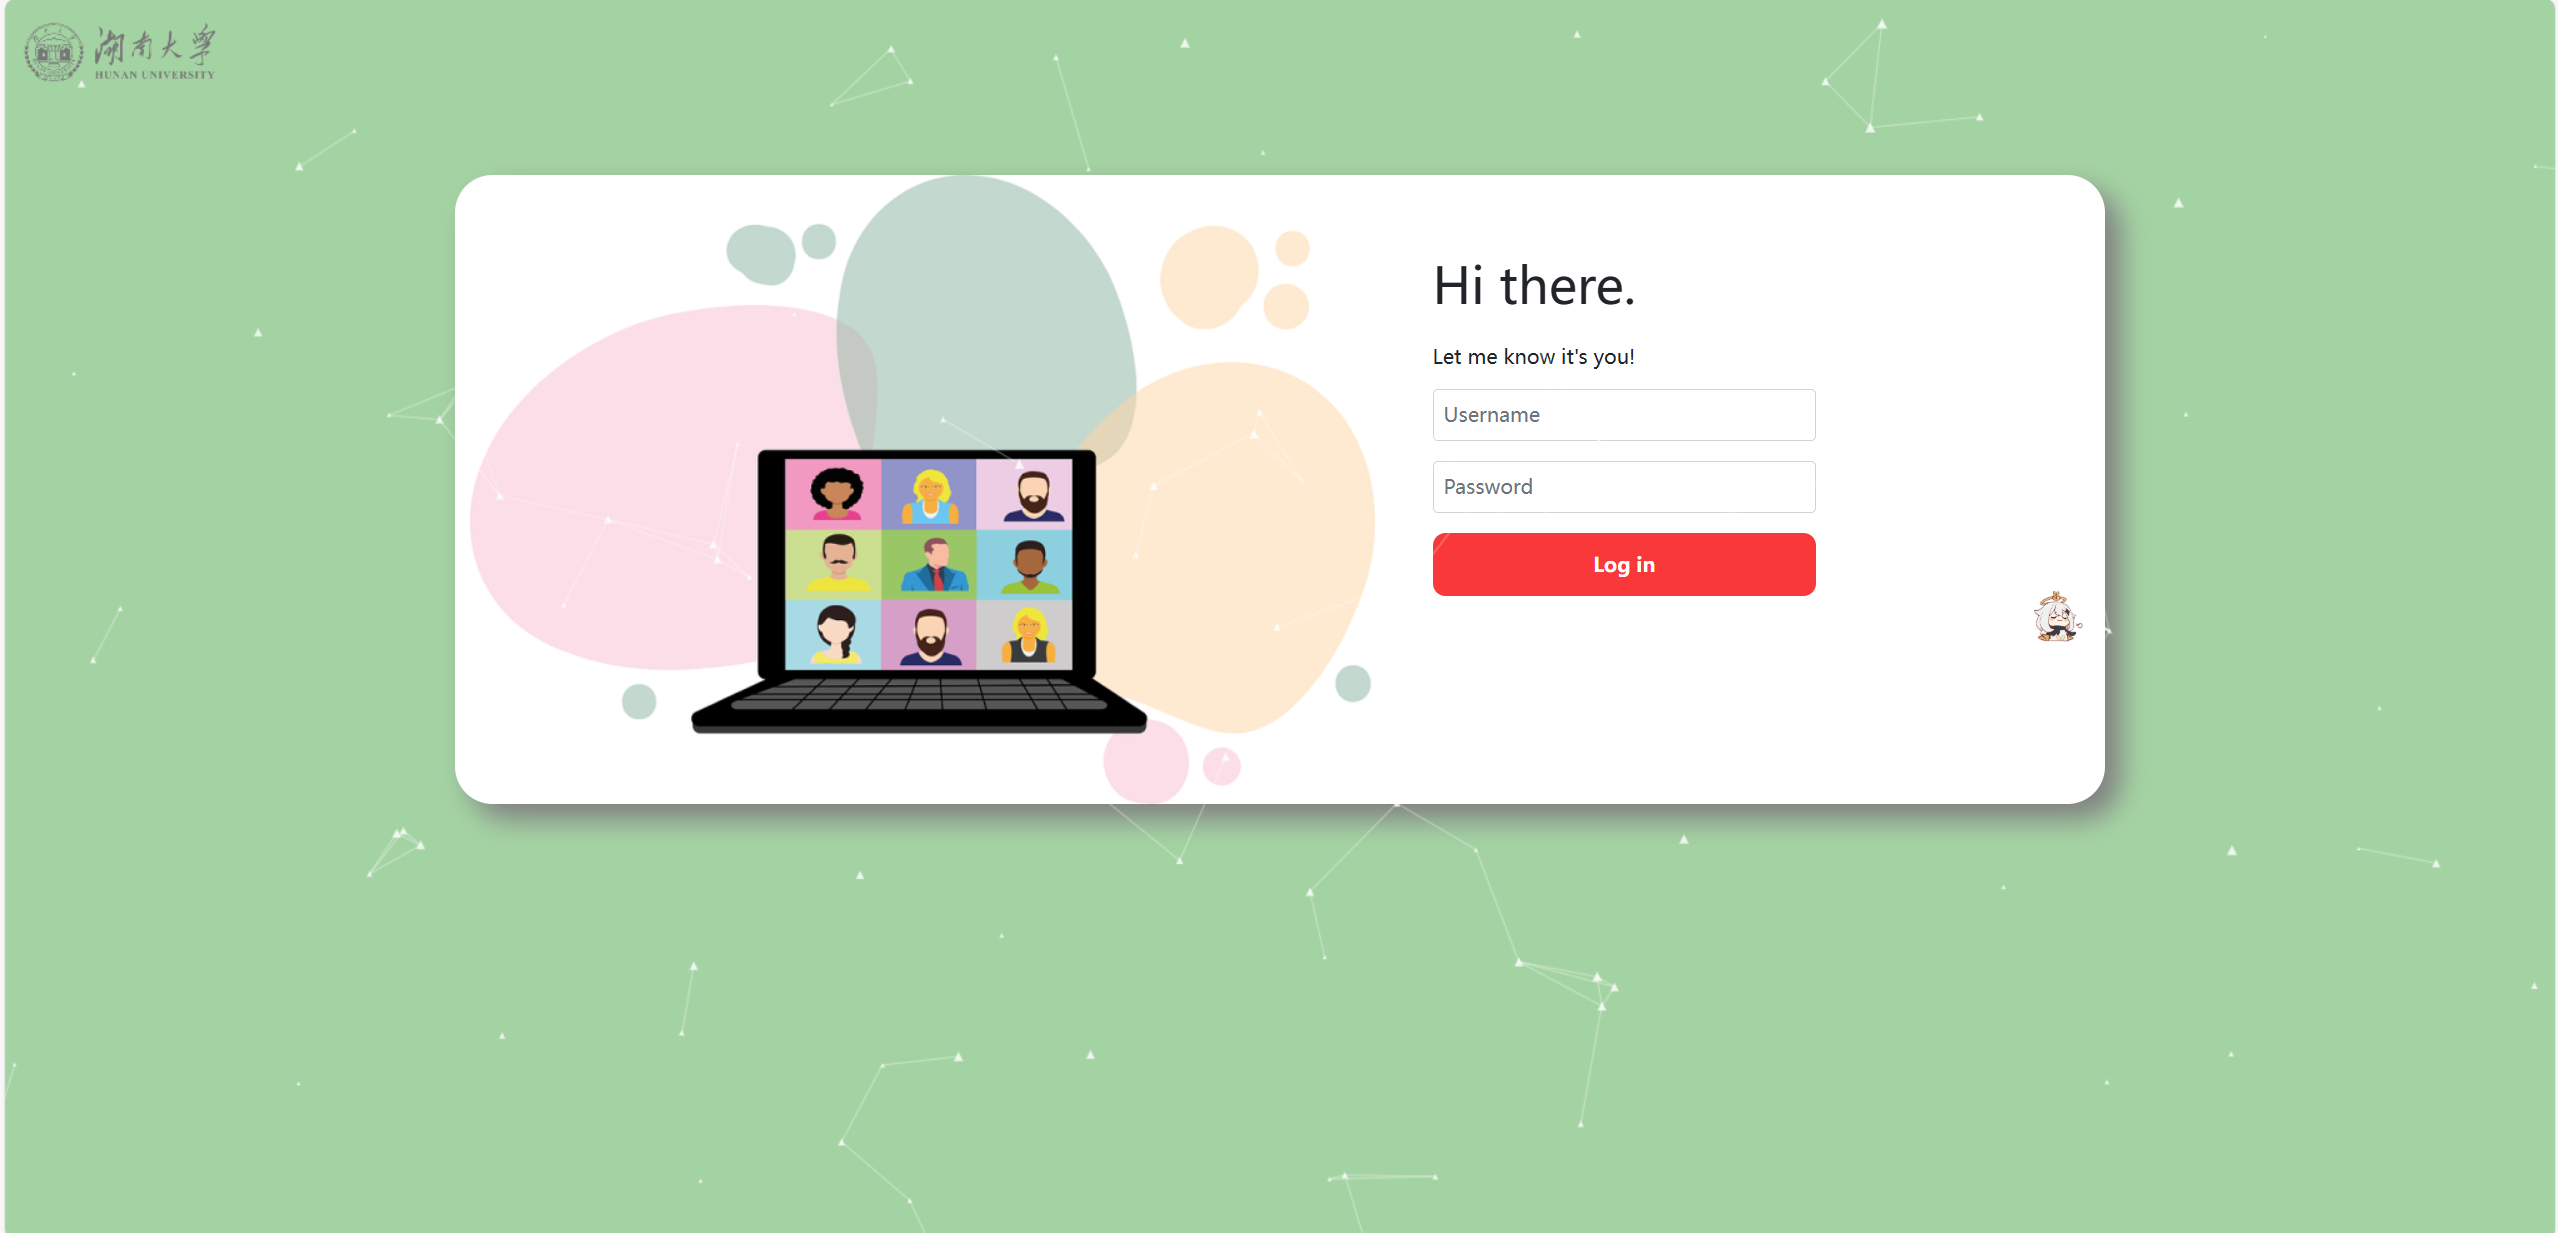 湖南大學
HUNAN UNIVERSITY
Hi there.
Let me know it's you!
Username
Password
Log in